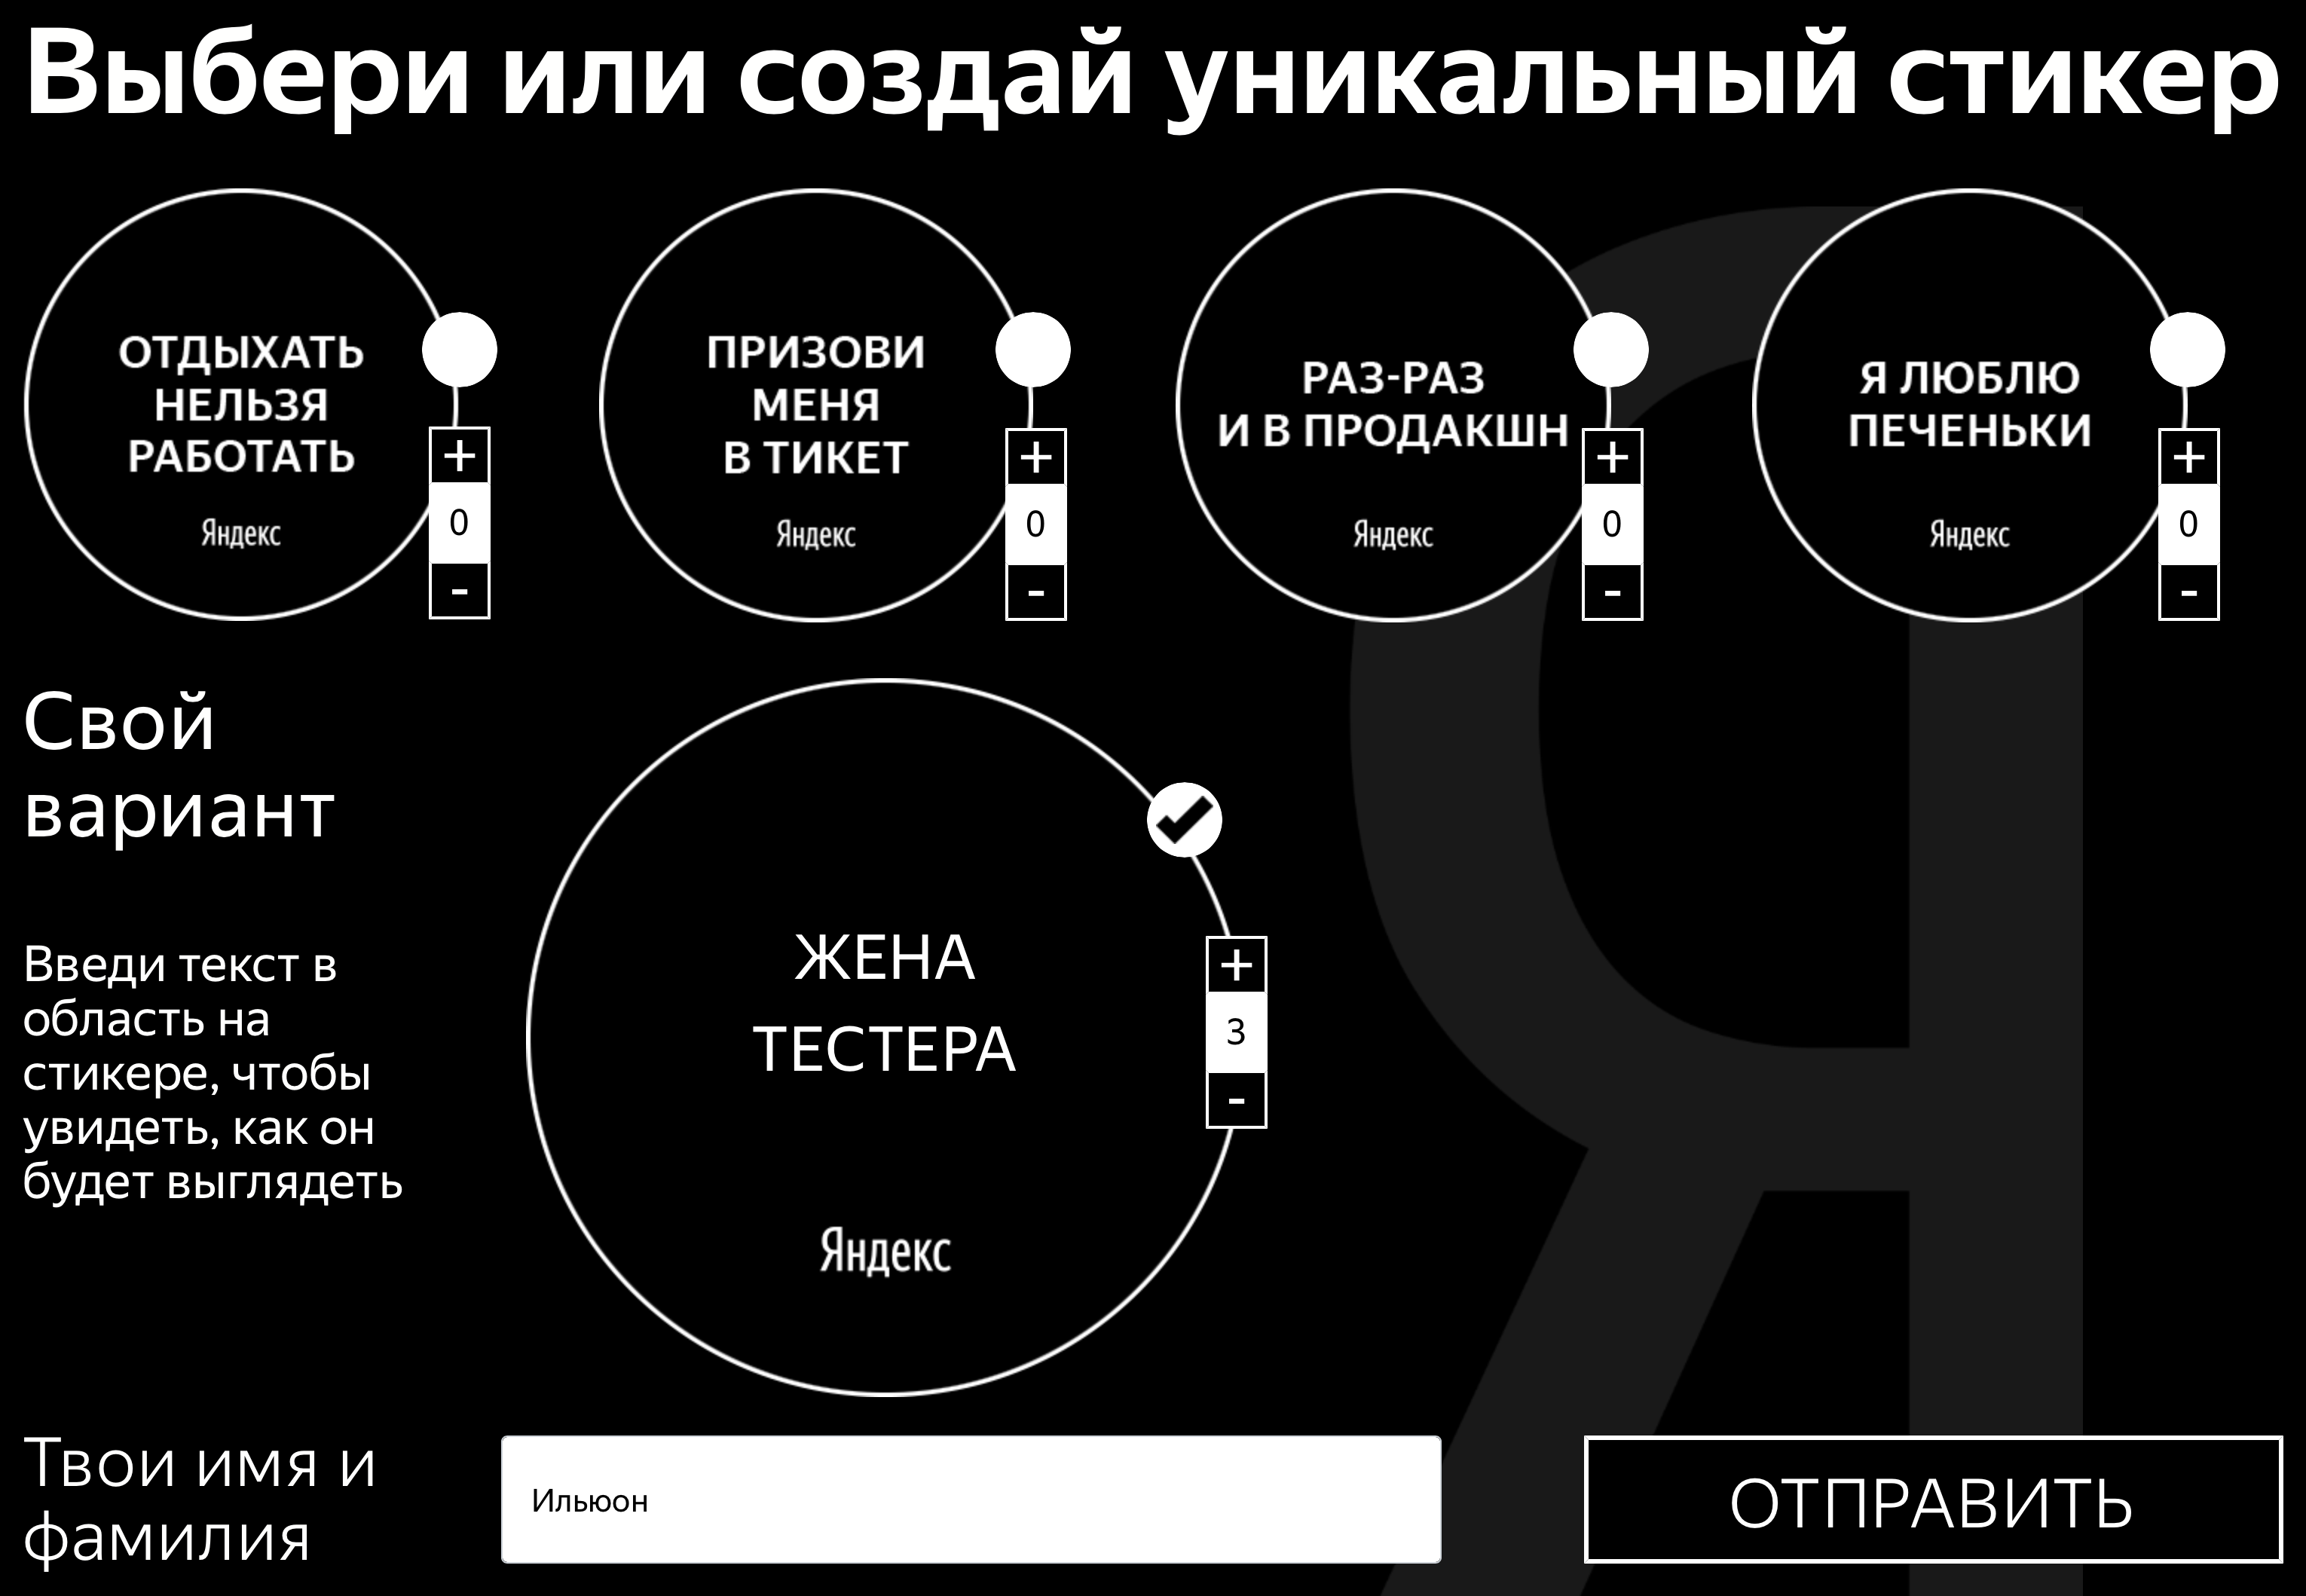 Выбери или создай уникальный стикер
ОТДЫХАТЬ
НЕЛЬЗЯ
РАБОТАТЬ
Яндекс
+
0
-
ПРИЗОВИ
МЕНЯ
В ТИКЕТ
Яндекс
+
0
-
РАЗ-РАЗ
И В ПРОДАКШН
Яндекс
+
0
-
Я ЛЮБЛЮ
ПЕЧЕНЬКИ
Яндекс
+
0
-
Свой
вариант
Введи текст в
область на
стикере, чтобы
увидеть, как он
будет выглядеть
ЖЕНА
ТЕСТЕРА
Яндекс
+
3
-
Я
Твои имя и
фамилия
Ильюон
ОТПРАВИТЬ